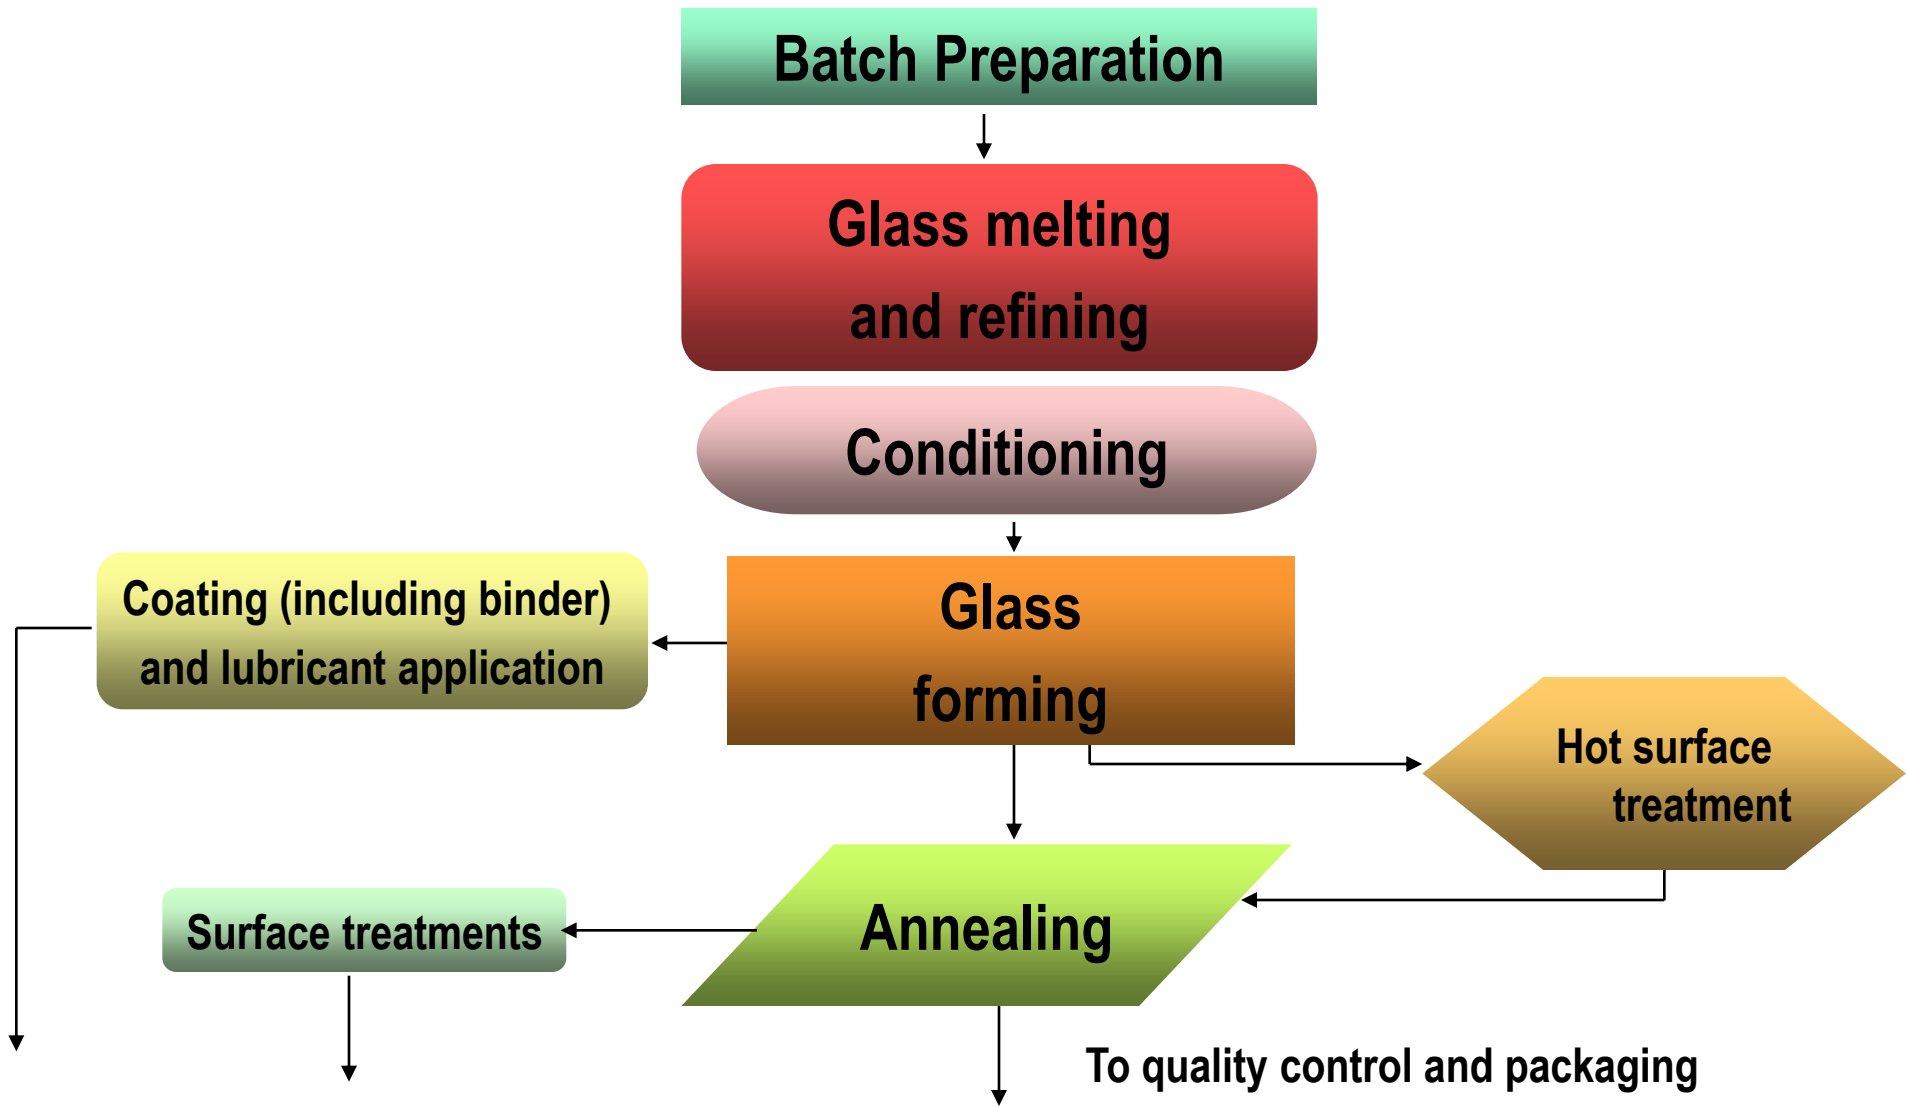 Batch Preparation
Glass melting
and refining
Conditioning
Coating (including binder)
and lubricant application
Glass
forming
Hot surface
treatment
Surface treatments
Annealing
To quality control and packaging